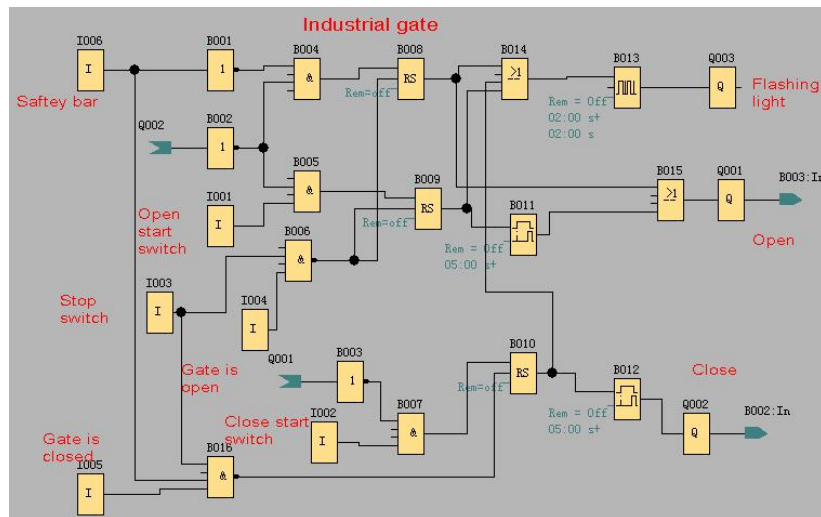 Industrial gate
I006
B001
B004
B008
B014
B013
Q003
I
1
&
RS
≥1
Q
Rem=off
Saftey bar
Flashing
light
Rem = Off
02:00 s+
02:00 s
Q002
B002
1
B005
B009
B015
Q001
B003:In
I001
&
RS
≥1
Q
I
Rem=off
B011
Open
start
switch
B006
Rem = Off
05:00 s+
Open
&
I003
I
Stop
switch
I004
I
Q001
B003
1
B010
RS
Rem=off
Close
Gate is
open
B012
I002
B007
Close start
switch
I
&
Rem = Off
05:00 s+
Q002
Q
B002:In
Gate is
closed
I005
I
B016
&